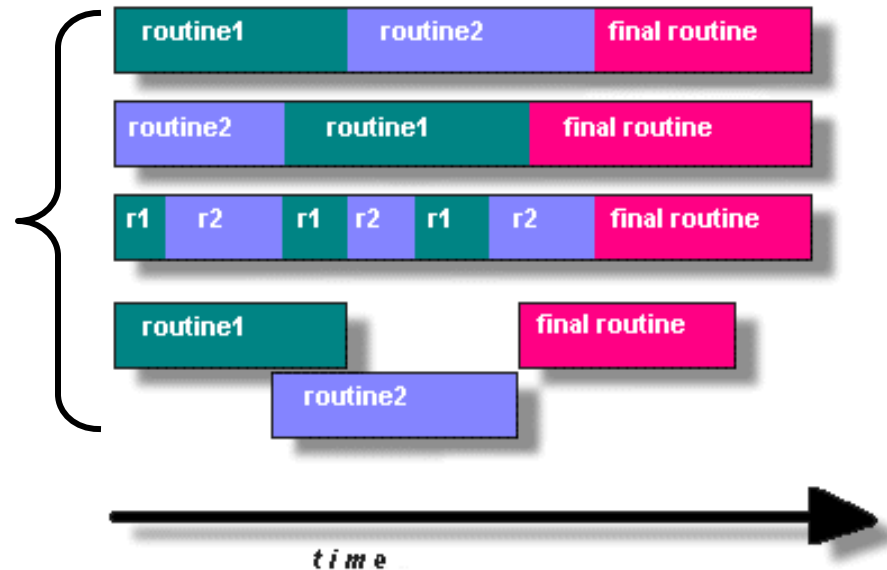 routine1 routine2 final routine
routine2 routine1 final routine
r1 r2 r1 r2 r1 r2 final routine
routine1 final routine
routine2
time